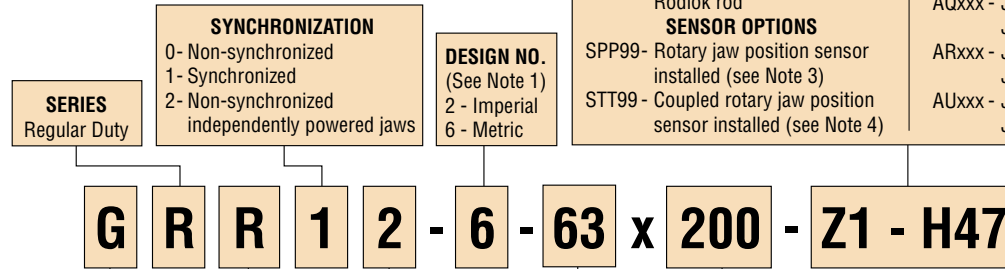 SERIES
Regular Duty
SYNCHRONIZATION
0- Non-synchronized
1- Synchronized
2- Non-synchronized
independently powered jaws
DESIGN NO.
(See Note 1)
2 - Imperial
6 - Metric
Rodlok rod
SENSOR OPTIONS
SPP99- Rotary jaw position sensor
installed (see Note 3)
STT99 - Coupled rotary jaw position
sensor installed (see Note 4)
AQxxx -
ARxxx -
AUxxx -
G R R 1 2 - 6 - 63 x 200 - Z1 - H47